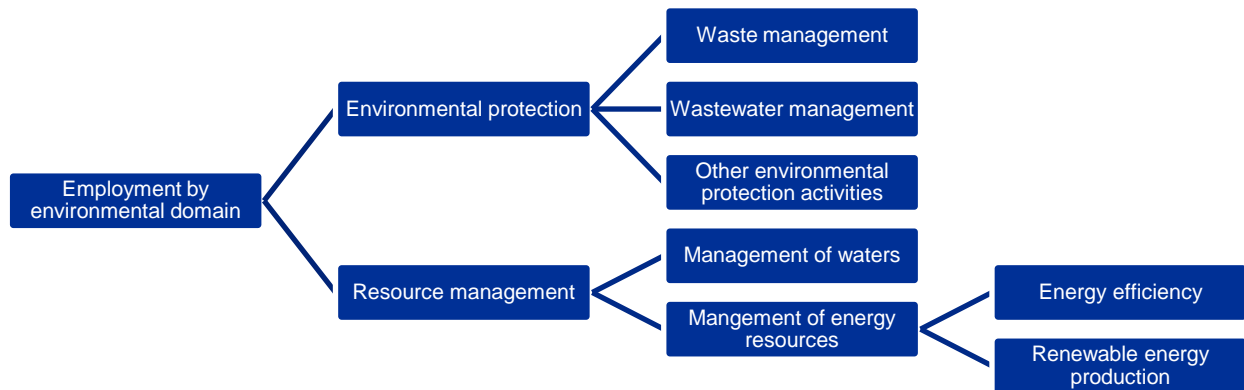 Employment by
environmental domain
Environmental protection
Waste management
Wastewater management
Other environmental
protection activities
Resource management
Management of waters
Mangement of energy
resources
Energy efficiency
Renewable energy
production